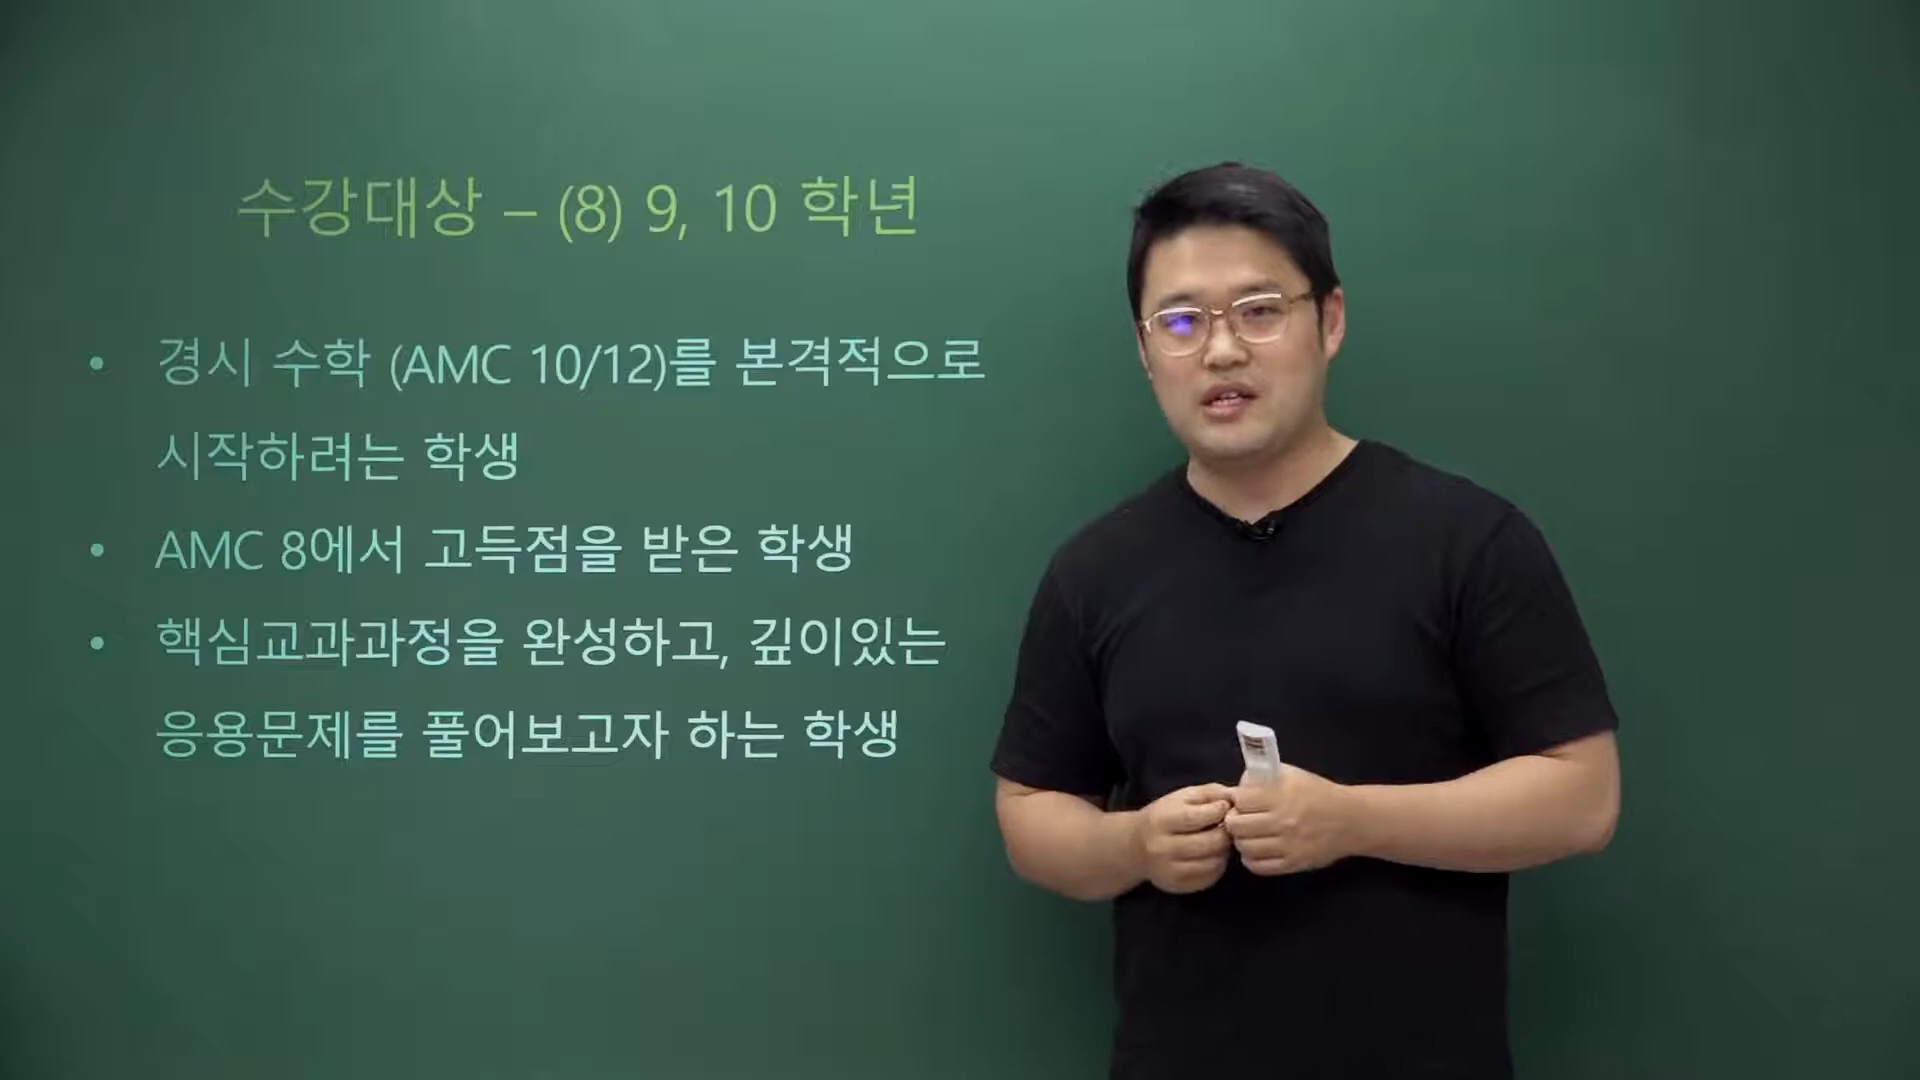 수강대상 – (8) 9, 10 학년
• 경시 수학 (AMC 10/12)를 본격적으로
시작하려는 학생
• AMC 8에서 고득점을 받은 학생
• 핵심교과과정을 완성하고, 깊이있는
응용문제를 풀어보고자 하는 학생